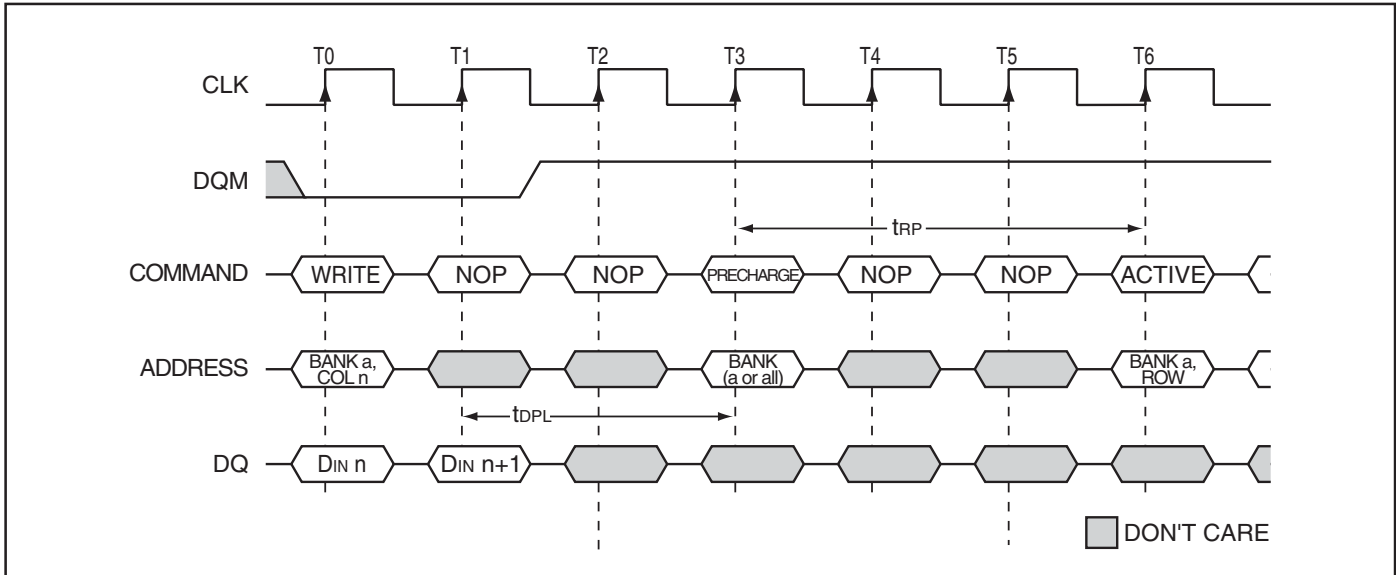 T0 T1 T2 T3 T4 T5 T6
CLK
DQM
tRP
COMMAND WRITE NOP NOP PRECHARGE NOP NOP ACTIVE
ADDRESS BANK a, COL n BANK (a or all) BANK a, ROW
tDPL
DQ DIN n DIN n+1
DON'T CARE